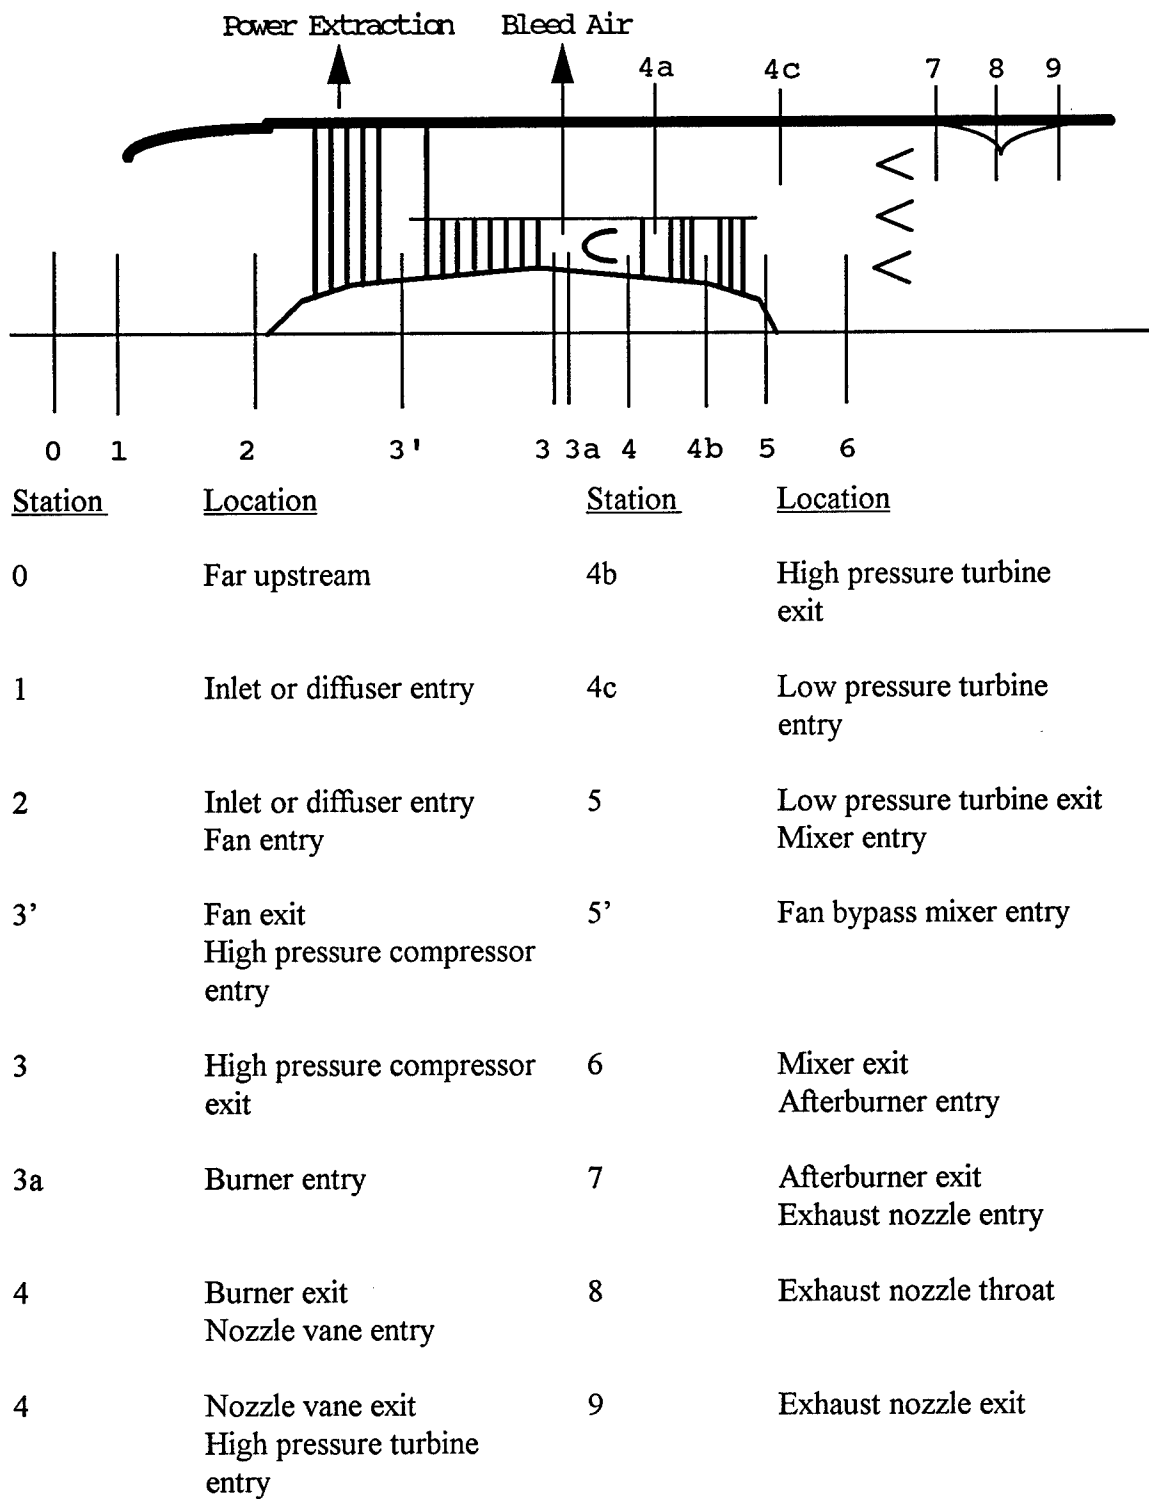 Power Extraction Bleed Air
4a 4c 7 8 9
0 1 2 3' 3 3a 4 4b 5 6
Station Location Station Location
0 Far upstream 4b High pressure turbine
exit
1 Inlet or diffuser entry 4c Low pressure turbine
entry
2 Inlet or diffuser entry 5 Low pressure turbine exit
Fan entry Mixer entry
3’ Fan exit 5’ Fan bypass mixer entry
High pressure compressor
entry
3 High pressure compressor 6 Mixer exit
exit Afterburner entry
3a Burner entry 7 Afterburner exit
Exhaust nozzle entry
4 Burner exit 8 Exhaust nozzle throat
Nozzle vane entry
4 Nozzle vane exit 9 Exhaust nozzle exit
High pressure turbine
entry